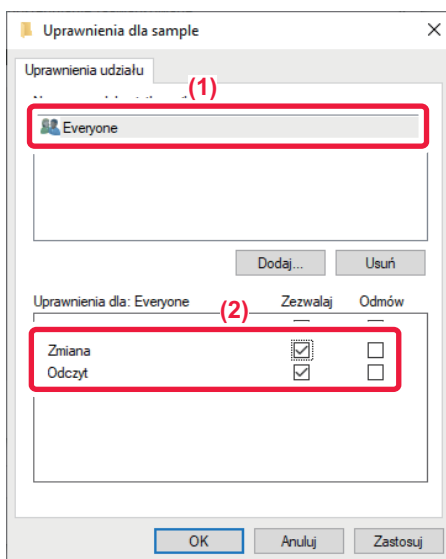 Uprawnienia dla sample
Uprawnienia udziału
(1)
Everyone
Dodaj... Usuń
Uprawnienia dla: Everyone Zezwalaj Odmów
(2)
Zmiana
Odczyt
OK Anuluj Zastosuj